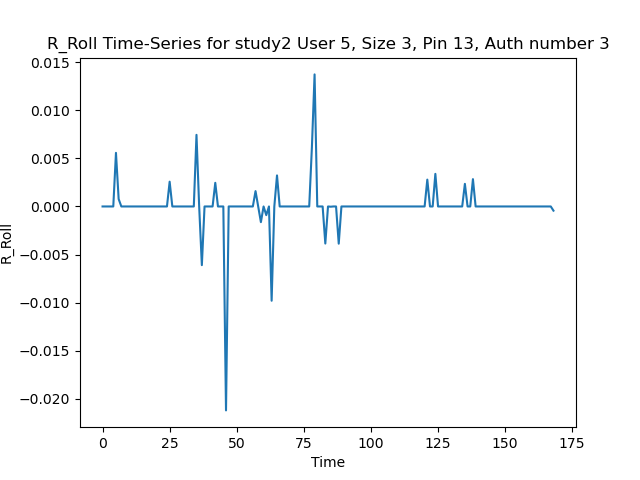 R_Roll Time-Series for study2 User 5, Size 3, Pin 13, Auth number 3
0.015
0.010
0.005
0.000
−0.005
−0.010
−0.015
−0.020
R_Roll
0 25 50 75 100 125 150 175
Time